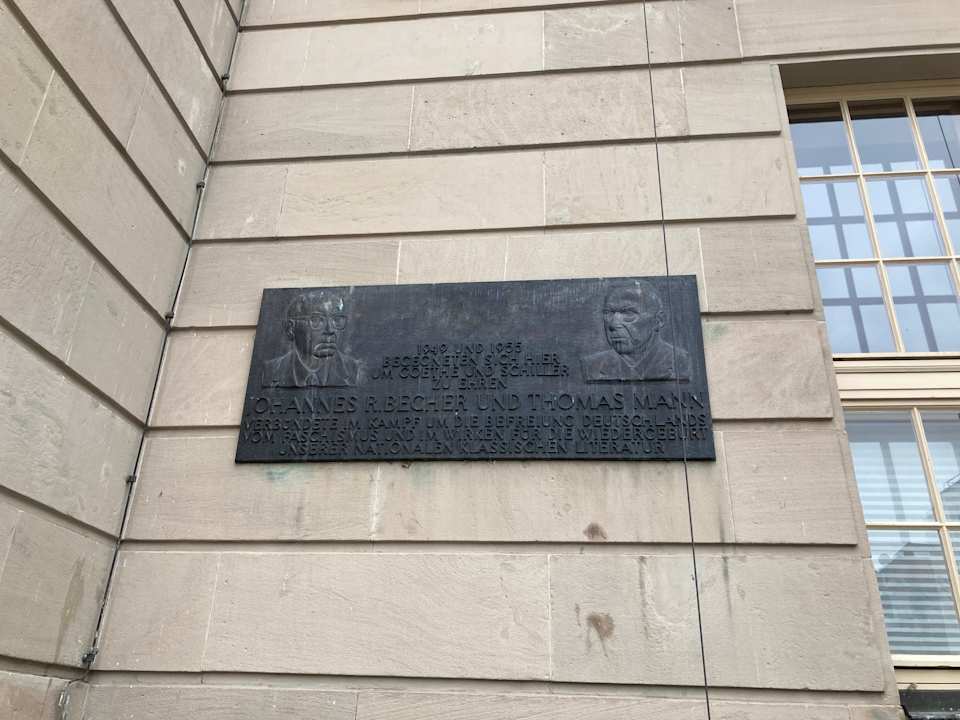 1949 UND 1955
BEGEGNETEN SICH HIER
UM GOETHE UND SCHILLER
ZU EHREN
JOHANNES R. BECHER UND THOMAS MANN
VERBÜNDETE IM KAMPF UM DIE BEFREIUNG DEUTSCHLANDS
VOM FASCHISMUS UND IM WIRKEN FÜR DIE WIEDERGEBURT
UNSERER NATIONALEN KLASSISCHEN LITERATUR